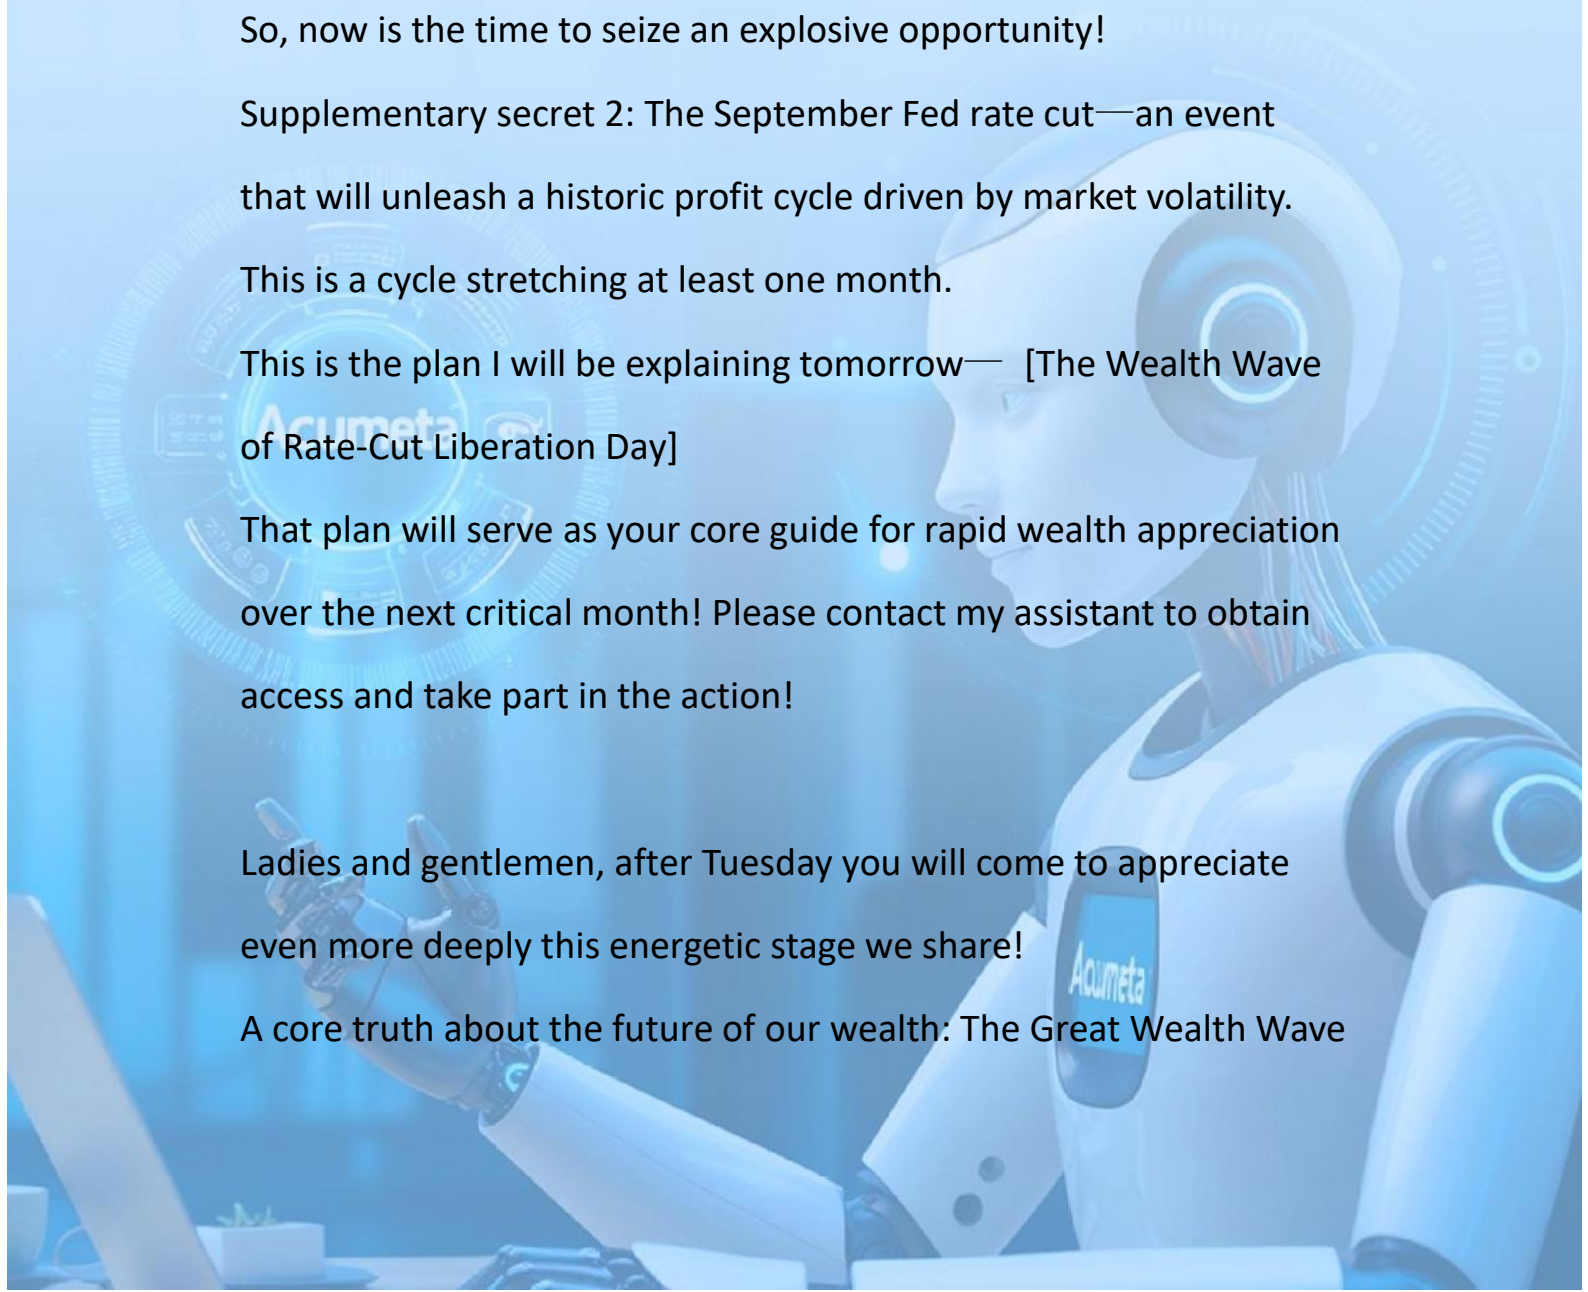 So, now is the time to seize an explosive opportunity!
Supplementary secret 2: The September Fed rate cut—an event
that will unleash a historic profit cycle driven by market volatility.
This is a cycle stretching at least one month.
This is the plan I will be explaining tomorrow— [The Wealth Wave
Acumeta
of Rate-Cut Liberation Day]
That plan will serve as your core guide for rapid wealth appreciation
over the next critical month! Please contact my assistant to obtain
access and take part in the action!
Ladies and gentlemen, after Tuesday you will come to appreciate
even more deeply this energetic stage we share!
Acumeta
A core truth about the future of our wealth: The Great Wealth Wave